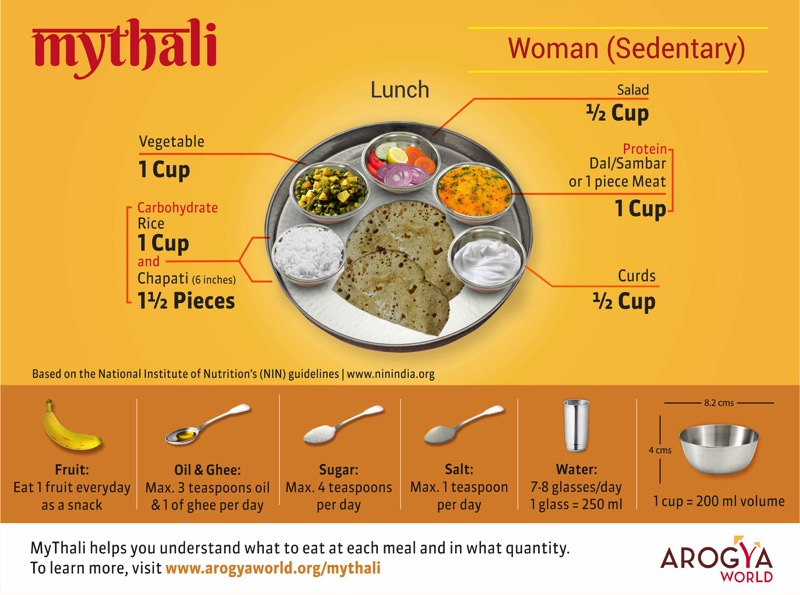 mythali
Woman (Sedentary)
Lunch
Salad
½ Cup
Vegetable
1 Cup
Protein
Dal/Sambar
or 1 piece Meat
1 Cup
Carbohydrate
Rice
1 Cup
and
Chapati (6 inches)
1½ Pieces
Curds
½ Cup
Based on the National Institute of Nutrition's (NIN) guidelines | www.ninindia.org
Fruit:
Eat 1 fruit everyday
as a snack
Oil & Ghee:
Max. 3 teaspoons oil
& 1 of ghee per day
Sugar:
Max. 4 teaspoons
per day
Salt:
Max. 1 teaspoon
per day
Water:
7-8 glasses/day
1 glass = 250 ml
8.2 cms
4 cms
1 cup = 200 ml volume
MyThali helps you understand what to eat at each meal and in what quantity.
To learn more, visit www.arogyaworld.org/mythali
AROGYA
WORLD